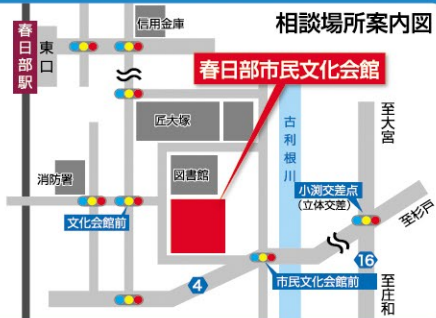 相談場所案内図
春日部駅
東口
信用金庫
春日部市民文化会館
匠大塚
古利根川
至大宮
消防署
図書館
小渕交差点
(立体交差)
至杉戸
文化会館前
16
4
市民文化会館前
至庄和